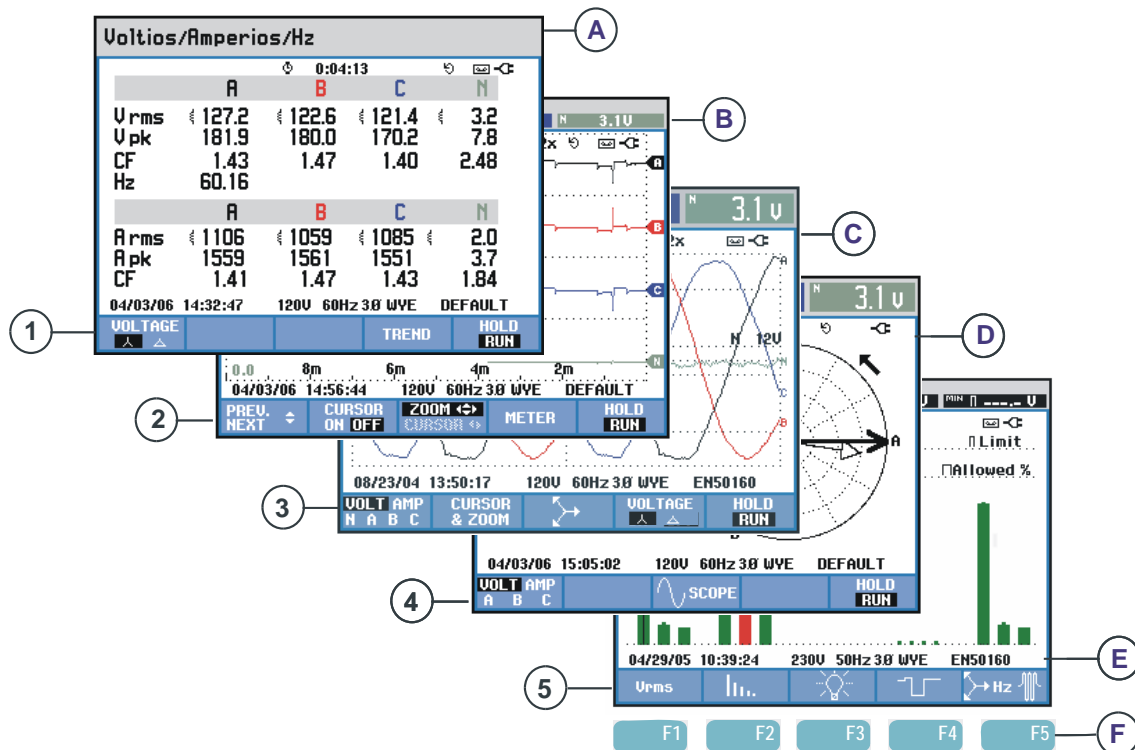 A
Voltios/Amperios/Hz
0:04:13
A B C N
Vrms 127.2 122.6 121.4 3.2
Vpk 181.9 180.0 170.2 7.8
CF 1.43 1.47 1.40 2.48
Hz 60.16
A B C N
Arms 1106 1059 1085 2.0
Apk 1559 1561 1551 3.7
CF 1.41 1.47 1.43 1.84
04/03/06 14:32:47 120V 60Hz 3Ø WYE DEFAULT
1
VOLTAGE TREND HOLD
RUN
N 3.1V
B
2x
A
B
C
N
0.0 8m 6m 4m 2m
04/03/06 14:56:44 120V 60Hz 3Ø WYE DEFAULT
2
PREV. CURSOR ZOOM METER HOLD
NEXT ON OFF CURSOR RUN
N 3.1 V
C
2x
A
N 12V
N
C
B
08/23/04 13:50:17 120V 60Hz 3Ø WYE EN50160
3
VOLT AMP CURSOR VOLTAGE HOLD
N A B C & ZOOM RUN
N 3.1 V
D
A
04/03/06 15:05:02 120V 60Hz 3Ø WYE DEFAULT
4
VOLT AMP SCOPE HOLD
A B C RUN
V MIN ---.- V
Limit
Allowed %
04/29/05 10:39:24 230V 50Hz 3Ø WYE EN50160
E
5
Vrms Hz
F1 F2 F3 F4 F5
F